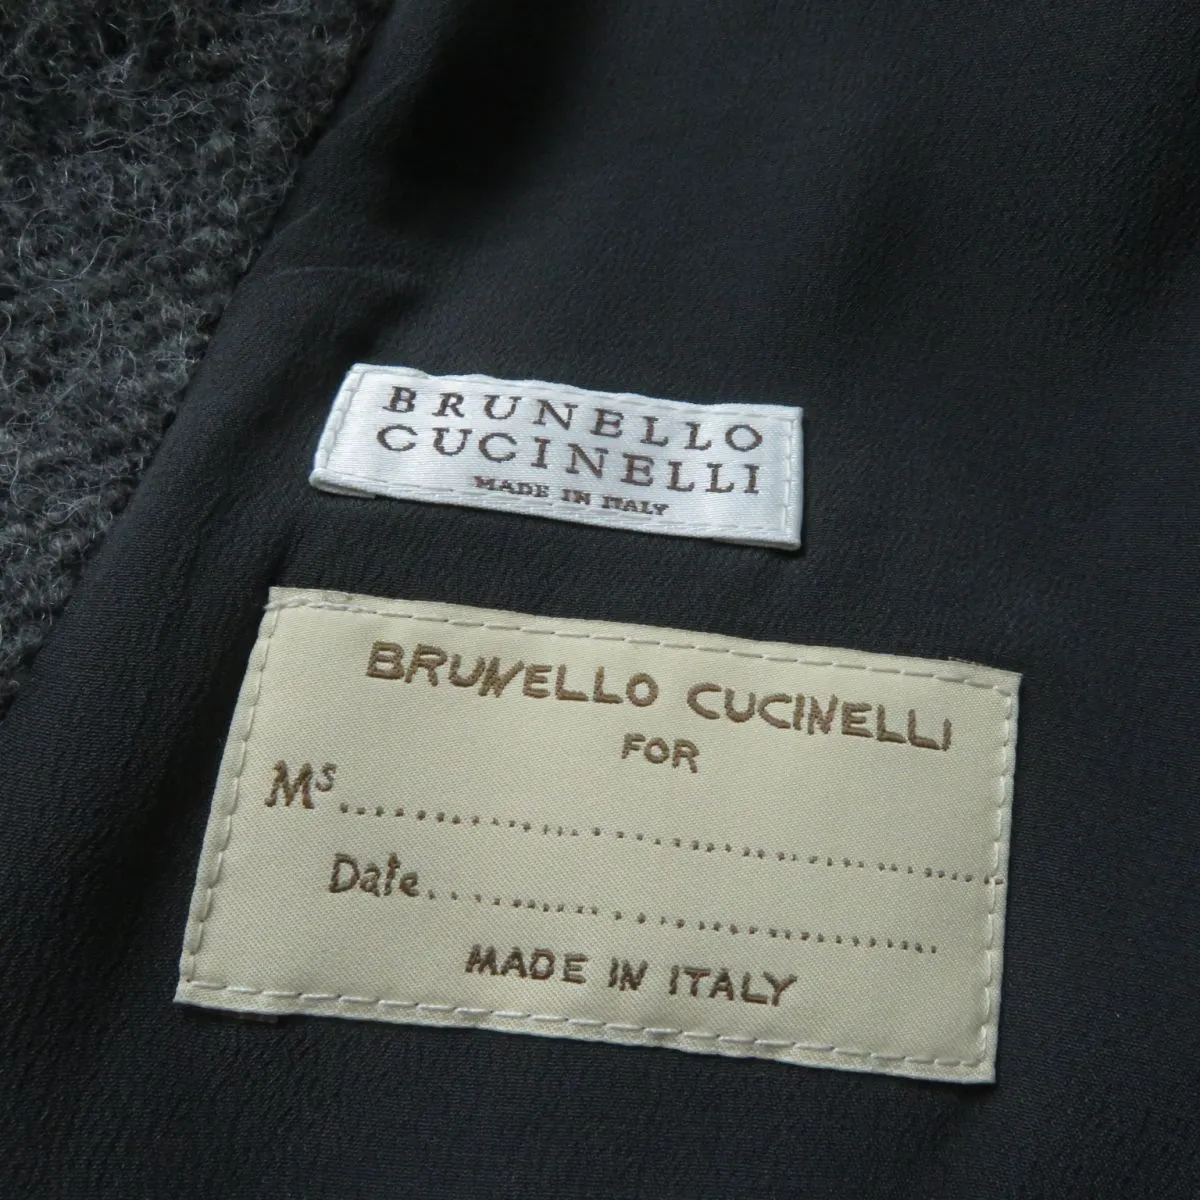 BRUNELLO
CUCINELLI
MADE IN ITALY
BRUNELLO CUCINELLI
FOR
Ms....................................................
Date........................................
MADE IN ITALY